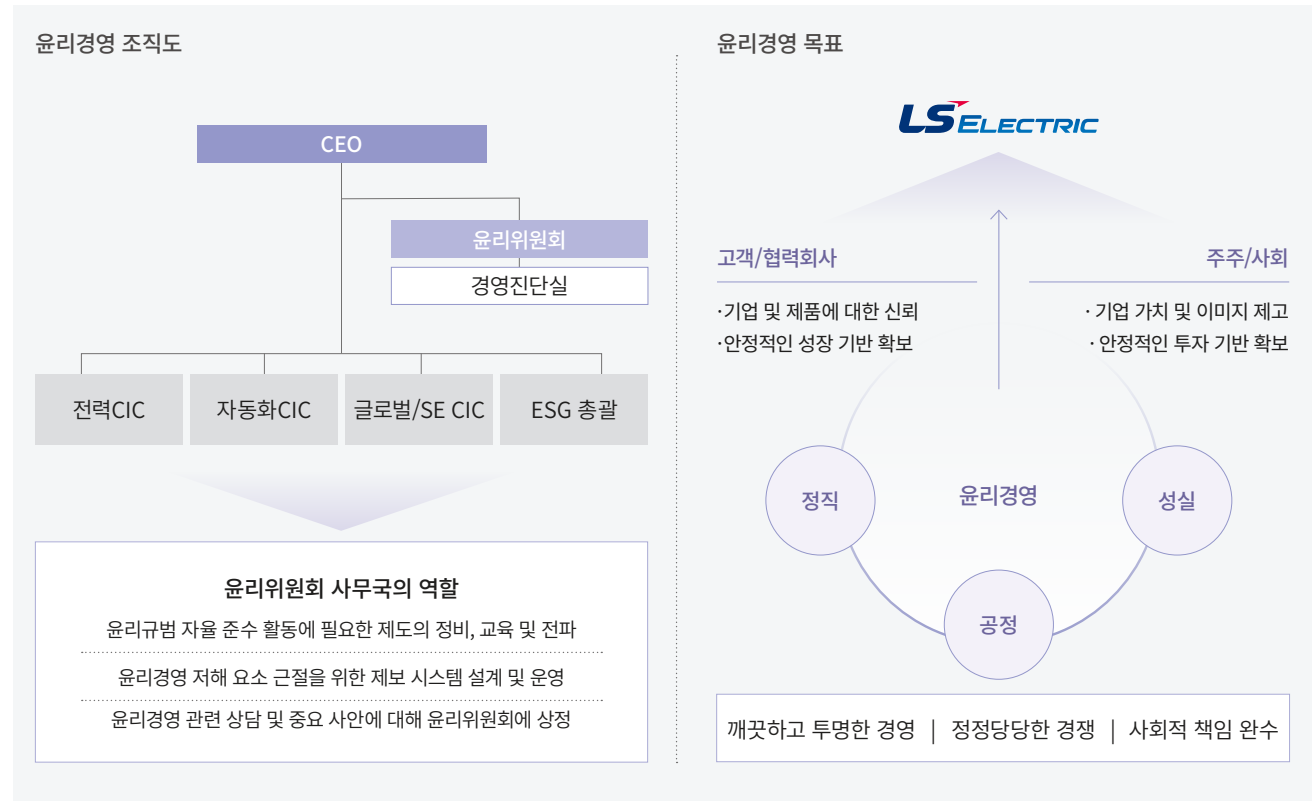 윤리경영 조직도
CEO
윤리위원회
경영진단실
전력CIC
자동화CIC
글로벌/SE CIC
ESG 총괄
윤리위원회 사무국의 역할
윤리규범 자율 준수 활동에 필요한 제도의 정비, 교육 및 전파
윤리경영 저해 요소 근절을 위한 제보 시스템 설계 및 운영
윤리경영 관련 상담 및 중요 사안에 대해 윤리위원회에 상정
윤리경영 목표
LS ELECTRIC
고객/협력회사
·기업 및 제품에 대한 신뢰
·안정적인 성장 기반 확보
주주/사회
· 기업 가치 및 이미지 제고
· 안정적인 투자 기반 확보
정직
윤리경영
성실
공정
깨끗하고 투명한 경영 | 정정당당한 경쟁 | 사회적 책임 완수